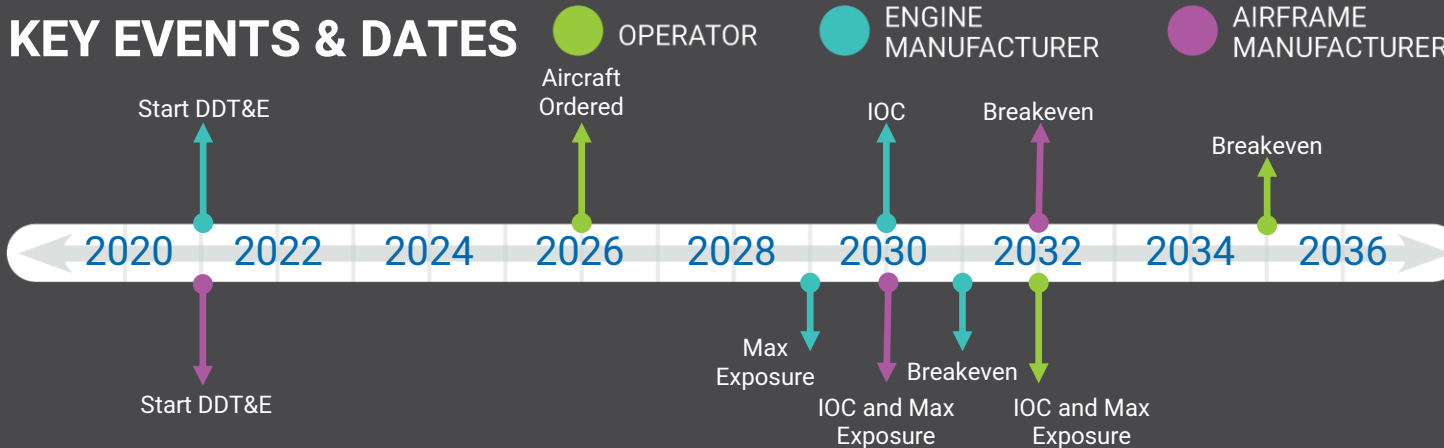 KEY EVENTS & DATES
OPERATOR
ENGINE
MANUFACTURER
AIRFRAME
MANUFACTURER
Start DDT&E
Aircraft
Ordered
IOC
Breakeven
Breakeven
2020 2022 2024 2026 2028 2030 2032 2034 2036
Start DDT&E
Max
Exposure
IOC and Max
Exposure
Breakeven
IOC and Max
Exposure